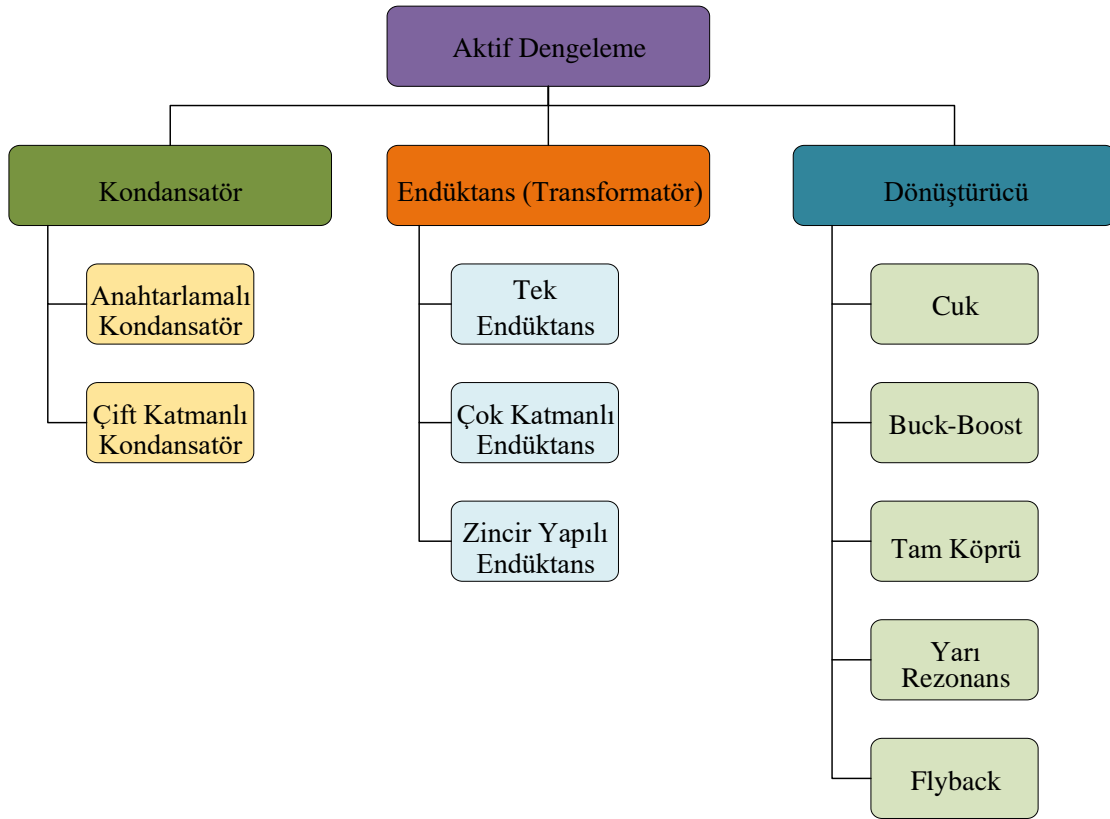 Aktif Dengeleme
Kondansatör
Endüktans (Transformatör)
Dönüştürücü
Anahtarlamalı
Kondansatör
Çift Katmanlı
Kondansatör
Tek
Endüktans
Çok Katmanlı
Endüktans
Zincir Yapılı
Endüktans
Cuk
Buck-Boost
Tam Köprü
Yarı
Rezonans
Flyback